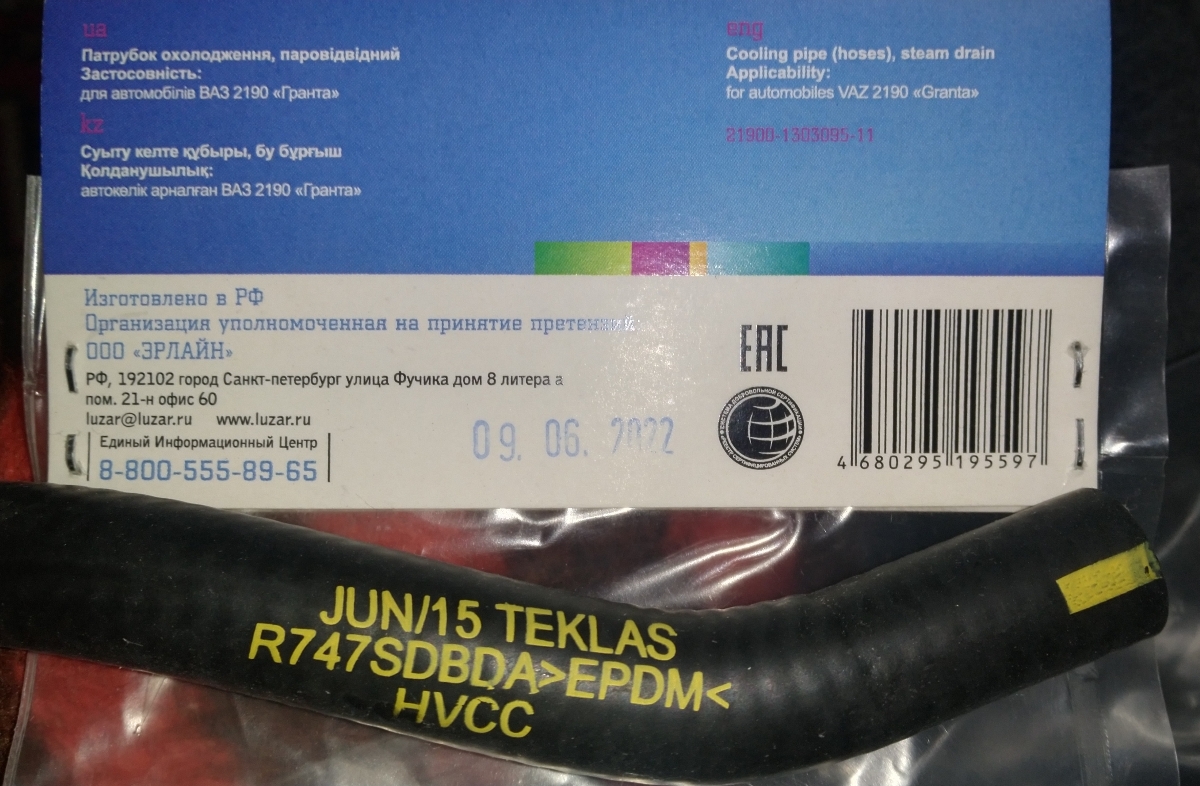 ua
Патрубок охолодження, паровідвідний
Застосовність:
для автомобілів ВАЗ 2190 «Гранта»
kz
Суыту келте құбыры, бу бұрғыш
Қолданушылық:
автокөлік арналған ВАЗ 2190 «Гранта»
eng
Cooling pipe (hoses), steam drain
Applicability:
for automobiles VAZ 2190 «Granta»
21900-1303095-11
Изготовлено в РФ
Организация уполномоченная на принятие претензий:
ООО «ЭРЛАЙН»
РФ, 192102 город Санкт-петербург улица Фучика дом 8 литера а
пом. 21-н офис 60
luzar@luzar.ru www.luzar.ru
Единый Информационный Центр
8-800-555-89-65
09. 06. 2022
EAC
4 680295 195597
JUN/15 TEKLAS
R747SDBDA>EPDM<
HVCC